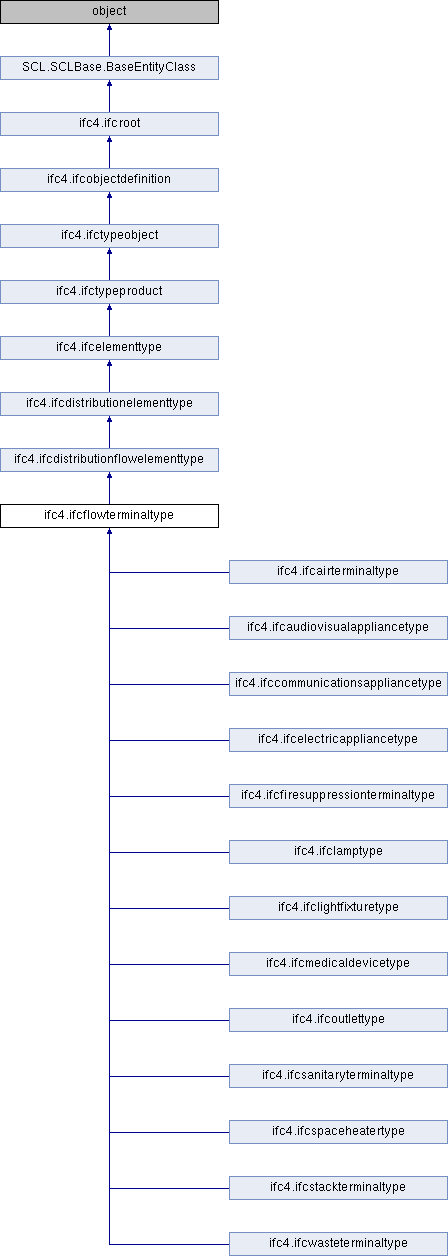 object
SCL.SCLBase.BaseEntityClass
ifc4.ifcroot
ifc4.ifcobjectdefinition
ifc4.ifctypeobject
ifc4.ifctypeproduct
ifc4.ifcelementtype
ifc4.ifcdistributionelementtype
ifc4.ifcdistributionflowelementtype
ifc4.ifcflowterminaltype
ifc4.ifcairterminaltype
ifc4.ifcaudiovisualappliancetype
ifc4.ifccommunicationsappliancetype
ifc4.ifcelectricappliancetype
ifc4.ifcfiresuppressionterminaltype
ifc4.ifclamptype
ifc4.ifclightfixturetype
ifc4.ifcmedicaldevicetype
ifc4.ifcoutlettype
ifc4.ifcsanitaryterminaltype
ifc4.ifcspaceheatertype
ifc4.ifcstackterminaltype
ifc4.ifcwasteterminaltype